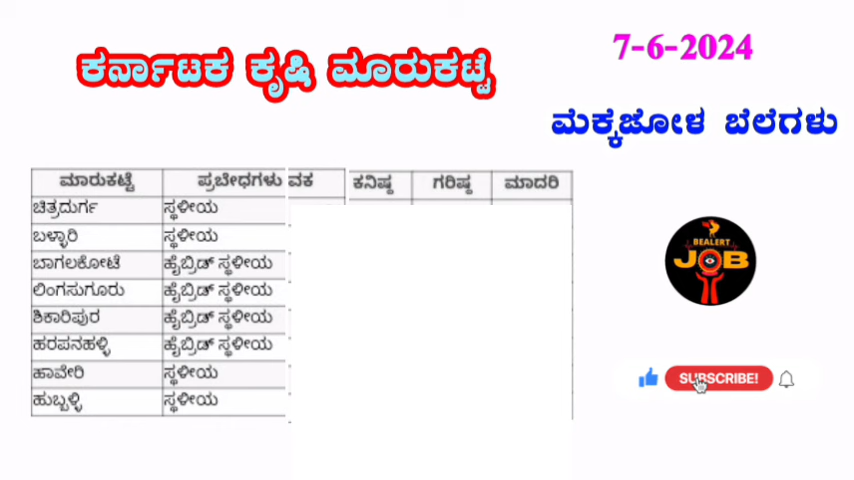 ಕರ್ನಾಟಕ ಕೃಷಿ ಮಾರುಕಟ್ಟೆ
7-6-2024
ಮೆಕ್ಕೆಜೋಳ ಬೆಲೆಗಳು
ಮಾರುಕಟ್ಟೆ ಪ್ರಬೇಧಗಳು ವಕ ಕನಿಷ್ಠ ಗರಿಷ್ಠ ಮಾದರಿ
ಚಿತ್ರದುರ್ಗ ಸ್ಥಳೀಯ
ಬಳ್ಳಾರಿ ಸ್ಥಳೀಯ
ಬಾಗಲಕೋಟೆ ಹೈಬ್ರಿಡ್ ಸ್ಥಳೀಯ
ಲಿಂಗಸುಗೂರು ಹೈಬ್ರಿಡ್ ಸ್ಥಳೀಯ
ಶಿಕಾರಿಪುರ ಹೈಬ್ರಿಡ್ ಸ್ಥಳೀಯ
ಹರಪನಹಳ್ಳಿ ಹೈಬ್ರಿಡ್ ಸ್ಥಳೀಯ
ಹಾವೇರಿ ಸ್ಥಳೀಯ
ಹುಬ್ಬಳ್ಳಿ ಸ್ಥಳೀಯ
BEALERT
JOB
SUBSCRIBE!